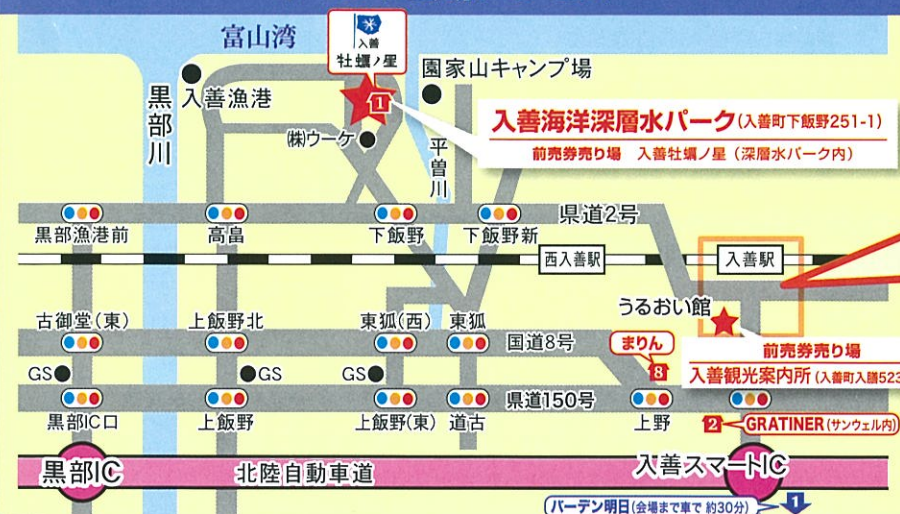 富山湾
入善
牡蠣ノ星
園家山キャンプ場
入善漁港
黒部川
1
入善海洋深層水パーク(入善町下飯野251-1)
前売券売り場 入善牡蠣ノ星(深層水パーク内)
㈱ウーケ
平曽川
県道2号
黒部漁港前
高畠
下飯野
下飯野新
西入善駅
入善駅
うるおい館
古御堂(東)
上飯野北
東狐(西)
東狐
国道8号
まりん
8
前売券売り場
入善観光案内所(入善町入膳523
GS
GS
GS
県道150号
黒部IC口
上飯野
上飯野(東)
道古
上野
2
GRATINER(サンウェル内)
黒部IC
北陸自動車道
入善スマートIC
バーデン明日(会場まで車で 約30分)
1